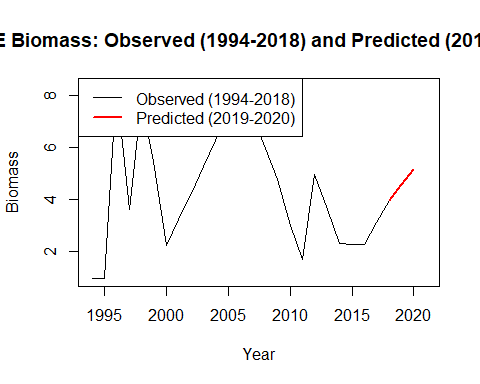 E Biomass: Observed (1994-2018) and Predicted (201
Observed (1994-2018)
Predicted (2019-2020)
8
6
4
2
Biomass
1995 2000 2005 2010 2015 2020
Year